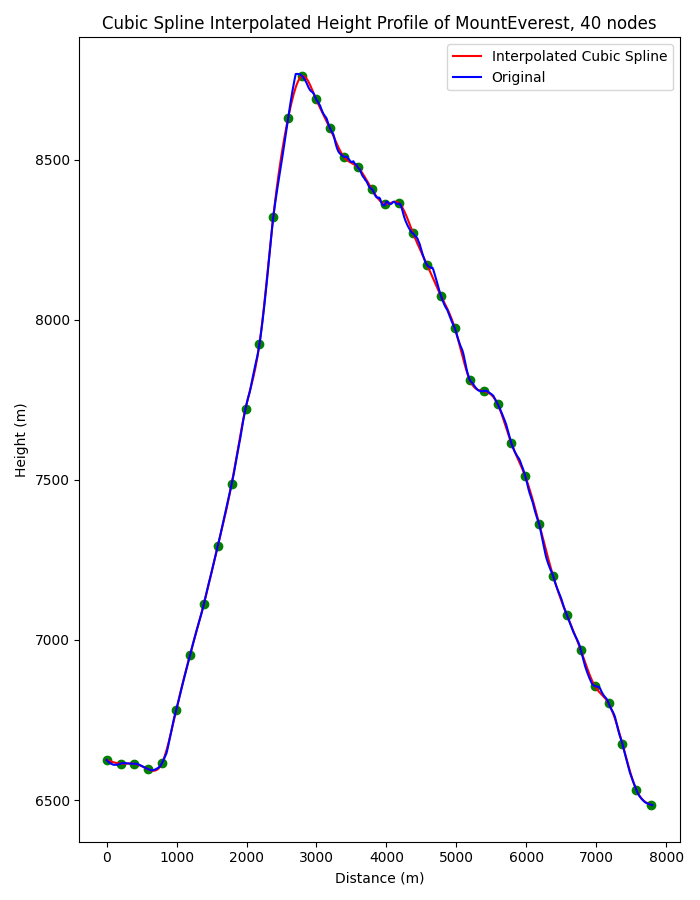 Cubic Spline Interpolated Height Profile of MountEverest, 40 nodes
Interpolated Cubic Spline
Original
Height (m)
8500
8000
7500
7000
6500
0 1000 2000 3000 4000 5000 6000 7000 8000
Distance (m)